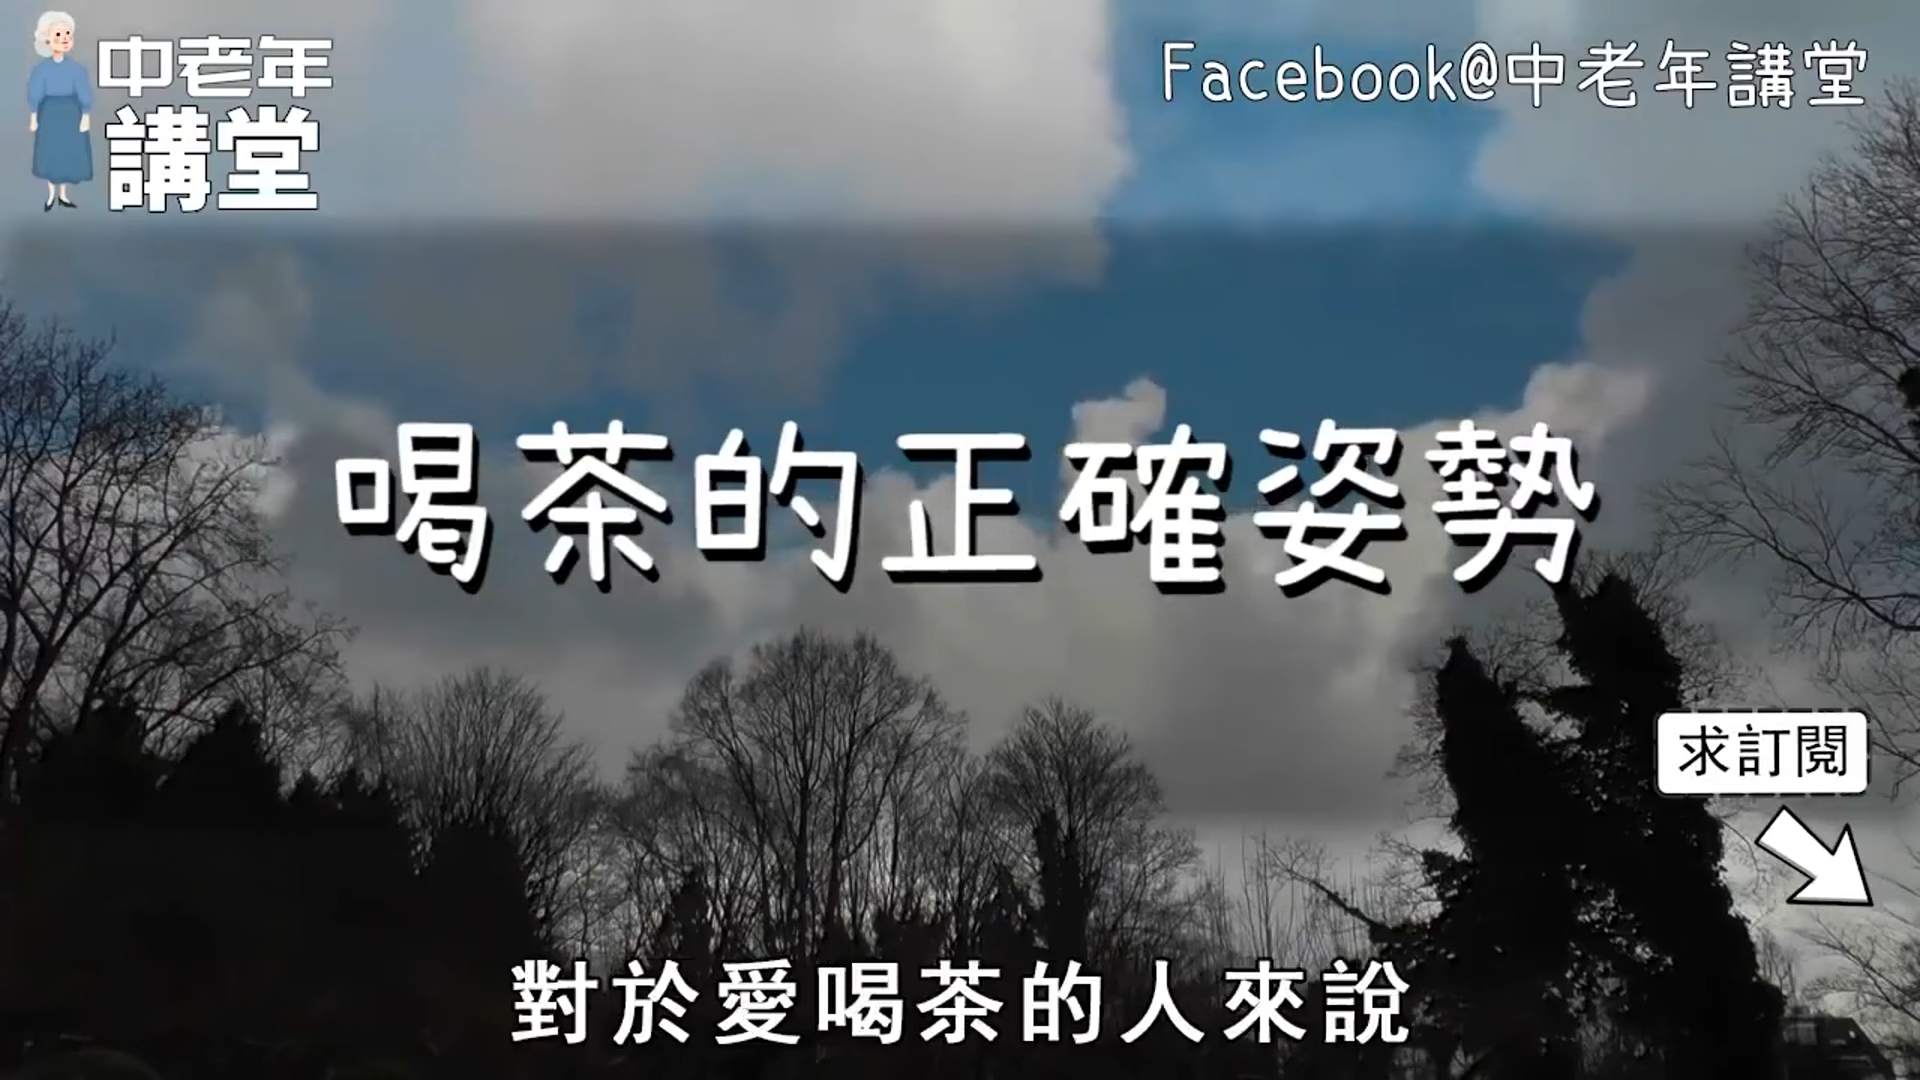 中老年
講堂
Facebook@中老年講堂
喝茶的正確姿勢
求訂閱
對於愛喝茶的人來說